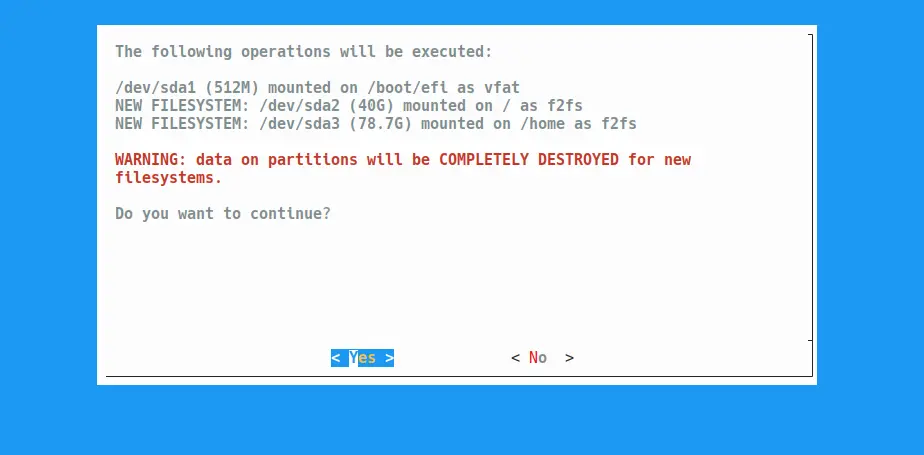 The following operations will be executed:
/dev/sda1 (512M) mounted on /boot/efi as vfat
NEW FILESYSTEM: /dev/sda2 (40G) mounted on / as f2fs
NEW FILESYSTEM: /dev/sda3 (78.7G) mounted on /home as f2fs
WARNING: data on partitions will be COMPLETELY DESTROYED for new
filesystems.
Do you want to continue?
< Yes > < No >